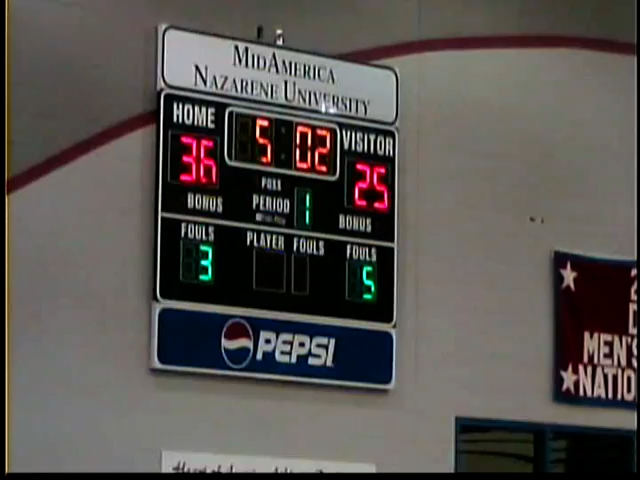 MIDAMERICA
NAZARENE UNIVERSITY
HOME 5:02 VISITOR
36 25
POSS
BONUS PERIOD 1 BONUS
FOULS PLAYER FOULS FOULS
3 5
PEPSI
MEN'S
NATIO